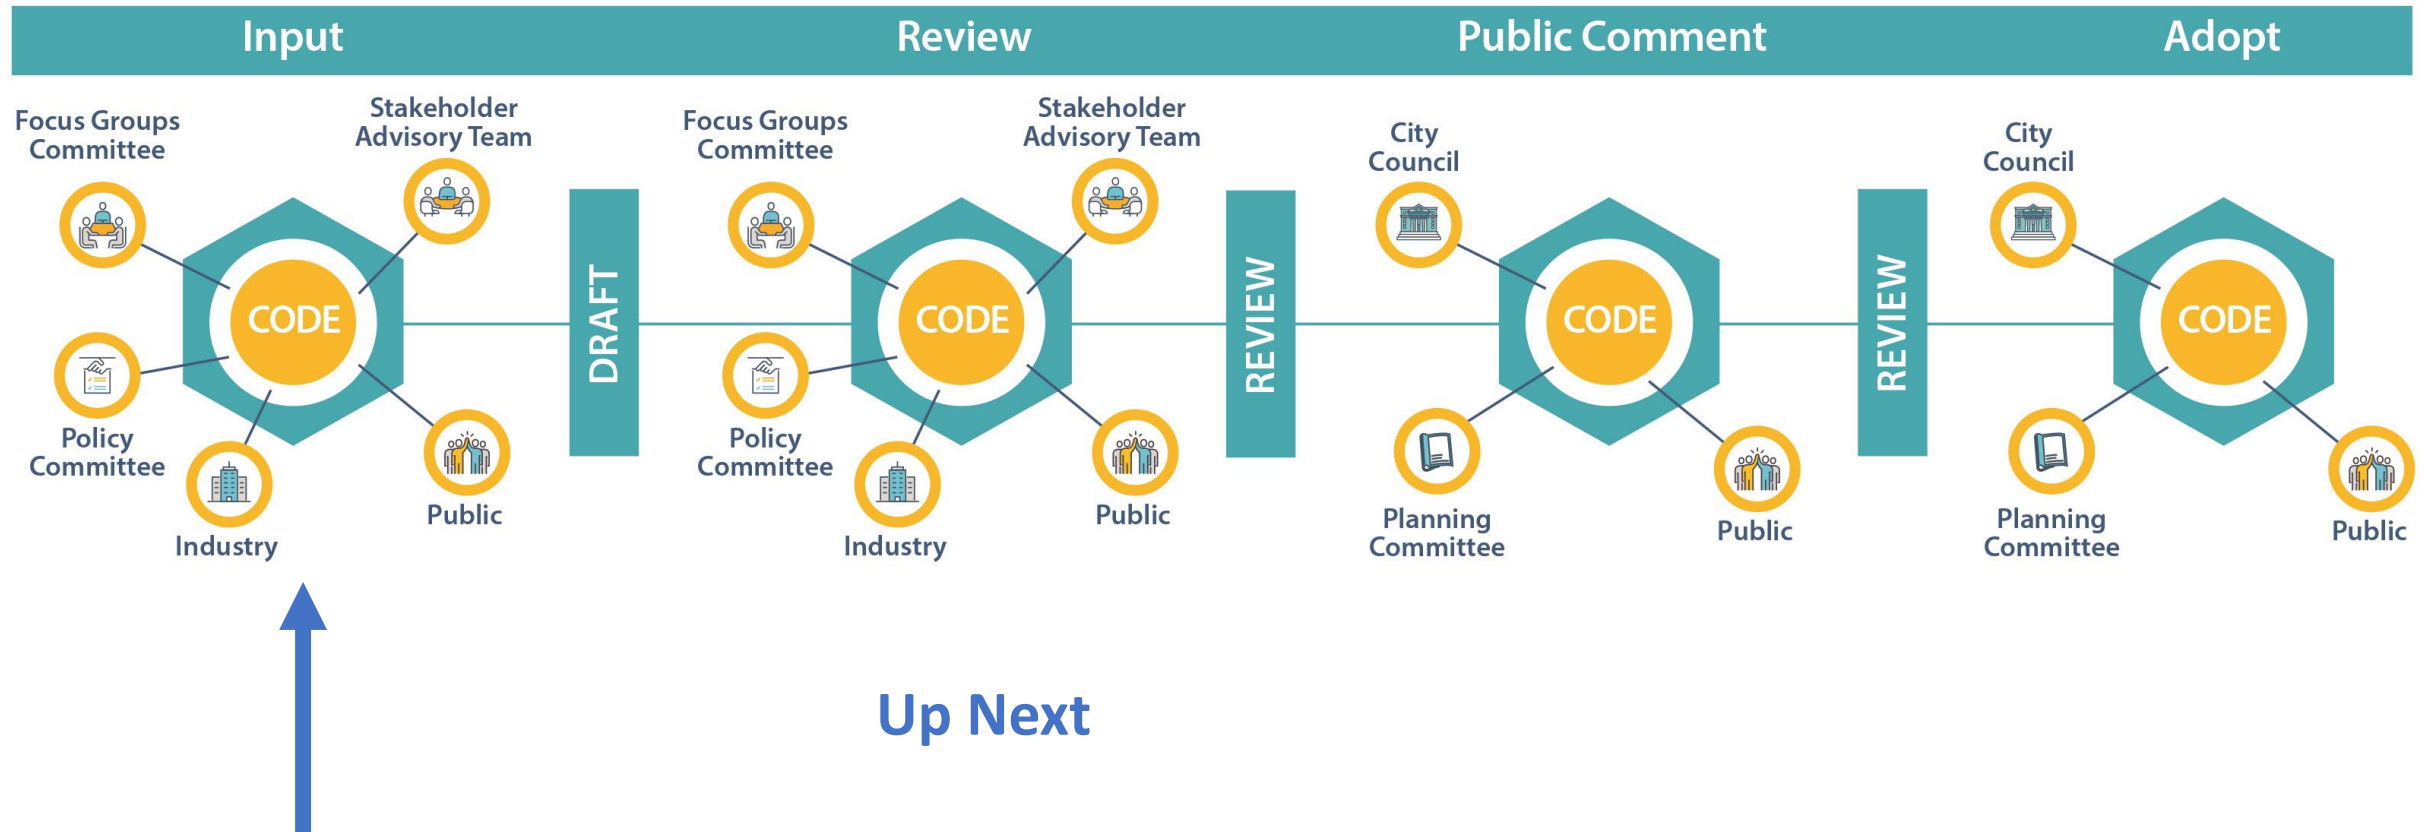 Input
Review
Public Comment
Adopt
Focus Groups
Committee
Stakeholder
Advisory Team
CODE
Policy
Committee
Industry
Public
DRAFT
Focus Groups
Committee
Stakeholder
Advisory Team
CODE
Policy
Committee
Industry
Public
REVIEW
City
Council
CODE
Planning
Committee
Public
REVIEW
City
Council
CODE
Planning
Committee
Public
Up Next